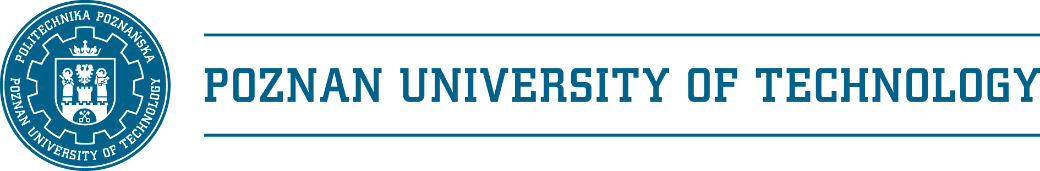 POLITECHNIKA POZNAŃSKA
POZNAN UNIVERSITY OF TECHNOLOGY
POZNAN UNIVERSITY OF TECHNOLOGY